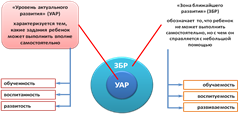 «Уровень актуального
развития» (УАР)
характеризуется тем,
какие задания ребенок
может выполнить
вполне
самостоятельно
«Зона ближайшего
развития» (ЗБР)
обозначает то, что ребенок
не может выполнить
самостоятельно, но с чем он
справляется с небольшой
помощью
ЗБР
УАР
обученность
воспитанность
развитость
обучаемость
воспитуемость
развиваемость